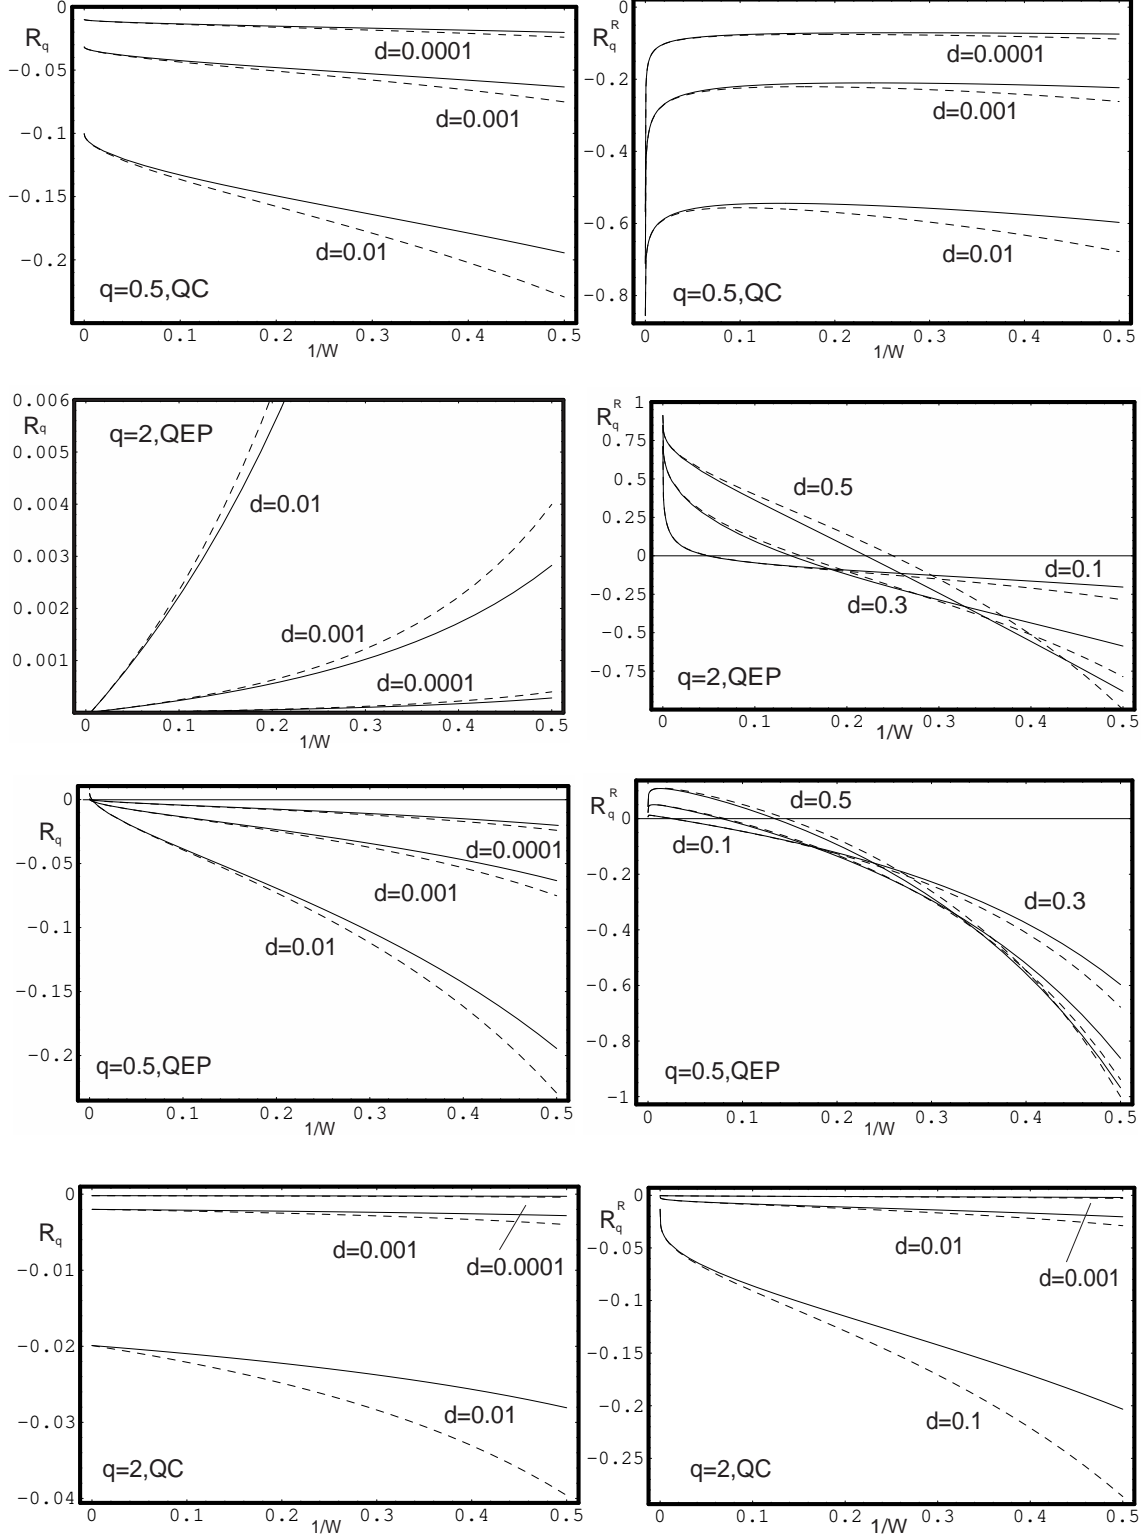 0
R_q
-0.05
-0.1
-0.15
-0.2
d=0.0001
d=0.001
d=0.01
q=0.5,QC
0 0.1 0.2 0.3 0.4 0.5
1/W
0
R_q^R
-0.2
-0.4
-0.6
-0.8
d=0.0001
d=0.001
d=0.01
q=0.5,QC
0 0.1 0.2 0.3 0.4 0.5
1/W
0.006
R_q
0.005
0.004
0.003
0.002
0.001
q=2,QEP
d=0.01
d=0.001
d=0.0001
0 0.1 0.2 0.3 0.4 0.5
1/W
1
R_q^R
0.75
0.5
0.25
0
-0.25
-0.5
-0.75
d=0.5
d=0.1
d=0.3
q=2,QEP
0 0.1 0.2 0.3 0.4 0.5
1/W
0
R_q
-0.05
-0.1
-0.15
-0.2
d=0.0001
d=0.001
d=0.01
q=0.5,QEP
0 0.1 0.2 0.3 0.4 0.5
1/W
R_q^R
0
-0.2
-0.4
-0.6
-0.8
-1
d=0.5
d=0.1
d=0.3
q=0.5,QEP
0 0.1 0.2 0.3 0.4 0.5
1/W
0
R_q
-0.01
-0.02
-0.03
-0.04
d=0.001
d=0.0001
d=0.01
q=2,QC
0 0.1 0.2 0.3 0.4 0.5
1/W
0
R_q^R
-0.05
-0.1
-0.15
-0.2
-0.25
d=0.01
d=0.001
d=0.1
q=2,QC
0 0.1 0.2 0.3 0.4 0.5
1/W